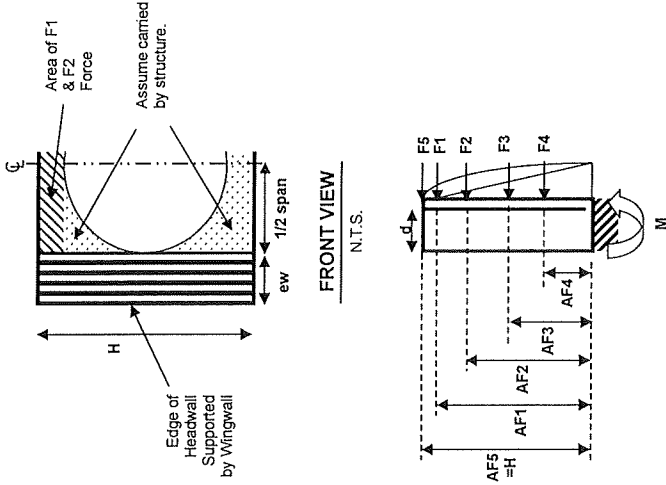 ℄
Area of F1
& F2
Force
Assume carried
by structure.
H
ew
1/2 span
Edge of
Headwall
Supported
by Wingwall
FRONT VIEW
N.T.S.
F5
F1
F2
F3
F4
d
AF4
AF3
AF2
AF1
AF5
=H
M